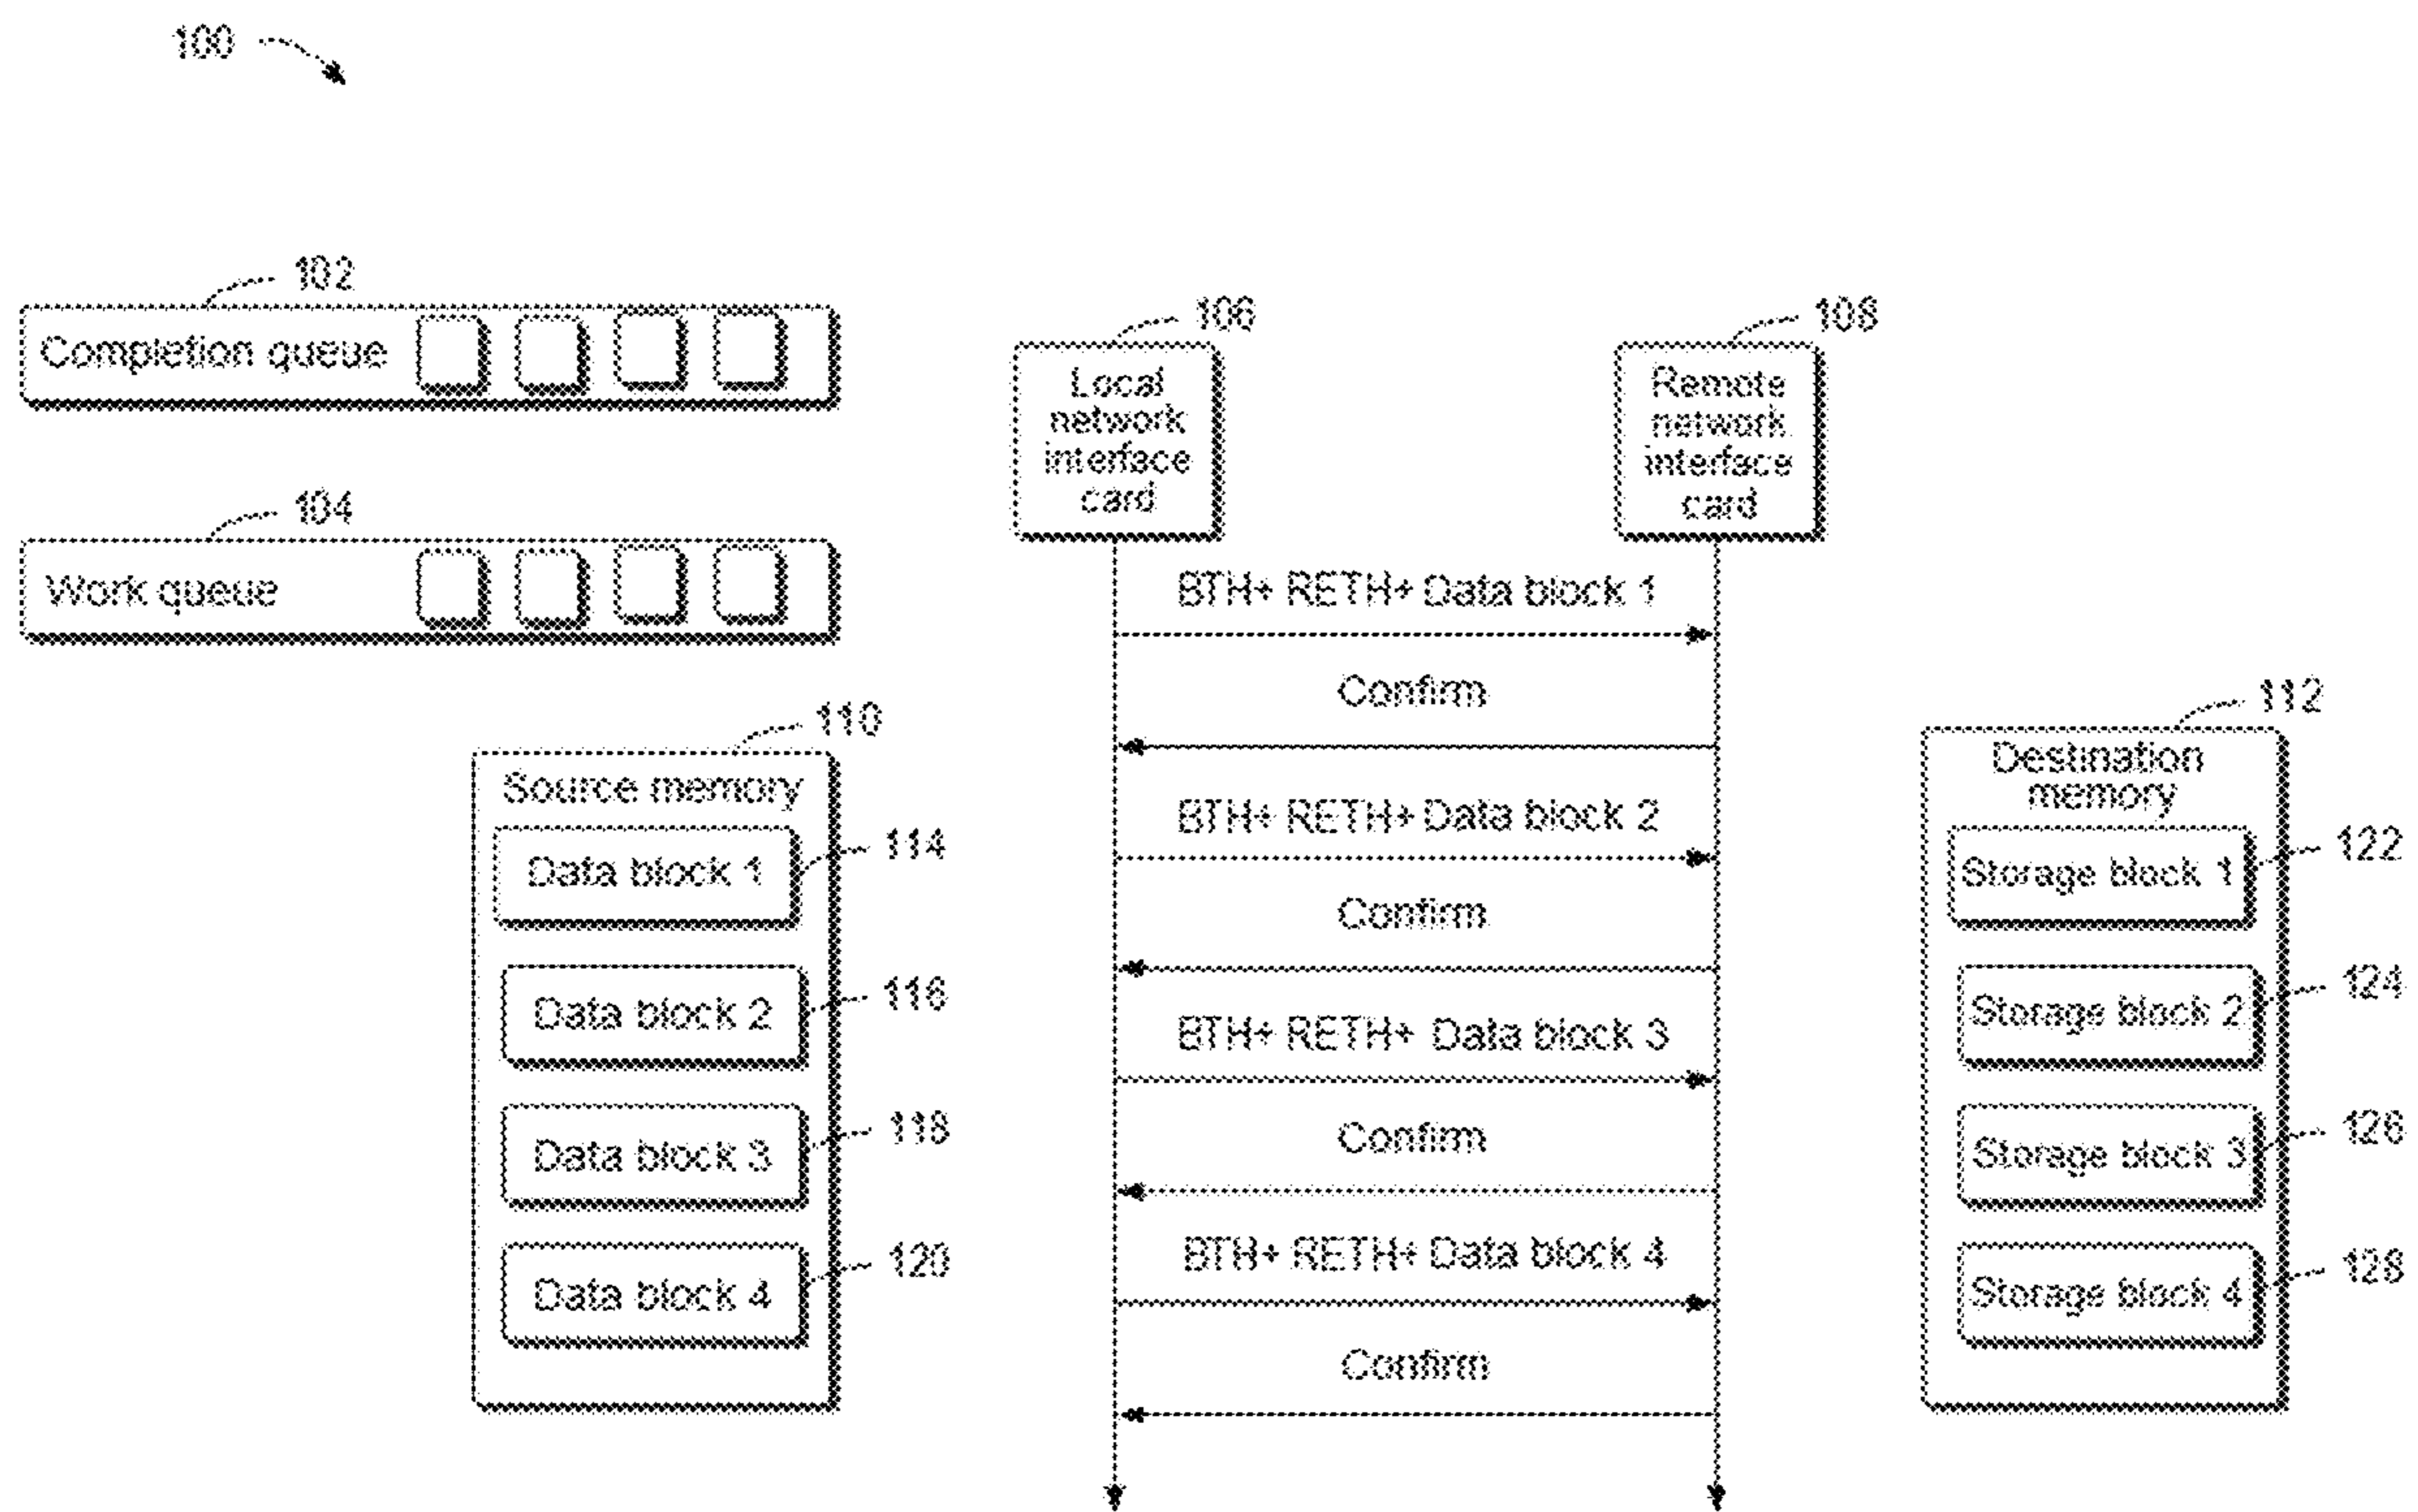 100
102
Completion queue
104
Work queue
106
Local
network
interface
card
108
Remote
network
interface
card
BTH+ RETH+ Data block 1
Confirm
BTH+ RETH+ Data block 2
Confirm
BTH+ RETH+ Data block 3
Confirm
BTH+ RETH+ Data block 4
Confirm
110
Source memory
Data block 1
114
Data block 2
116
Data block 3
118
Data block 4
120
112
Destination
memory
Storage block 1
122
Storage block 2
124
Storage block 3
126
Storage block 4
128